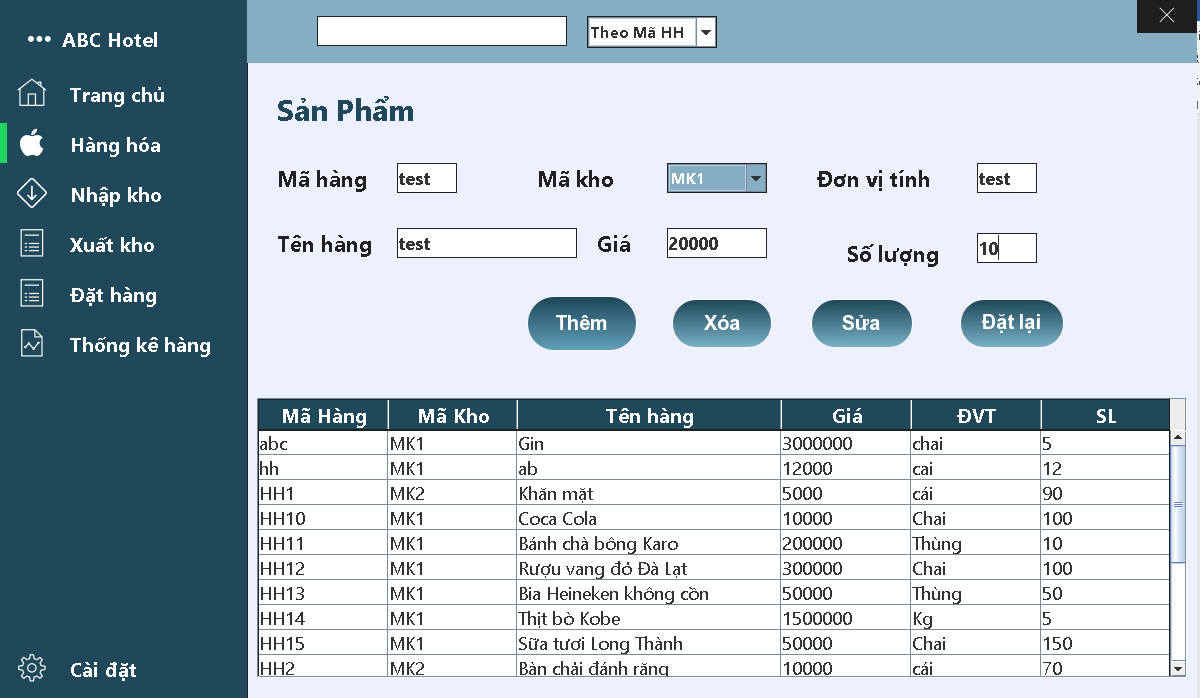 ABC Hotel
Trang chủ
Hàng hóa
Nhập kho
Xuất kho
Đặt hàng
Thống kê hàng
Cài đặt
Theo Mã HH
Sản Phẩm
Mã hàng test Mã kho MK1 Đơn vị tính test
Tên hàng test Giá 20000 Số lượng 10
Thêm Xóa Sửa Đặt lại
Mã Hàng Mã Kho Tên hàng Giá ĐVT SL
abc MK1 Gin 3000000 chai 5
hh MK1 ab 12000 cai 12
HH1 MK2 Khăn mặt 5000 cái 90
HH10 MK1 Coca Cola 10000 Chai 100
HH11 MK1 Bánh chà bông Karo 200000 Thùng 10
HH12 MK1 Rượu vang đỏ Đà Lạt 300000 Chai 100
HH13 MK1 Bia Heineken không cồn 50000 Thùng 50
HH14 MK1 Thịt bò Kobe 1500000 Kg 5
HH15 MK1 Sữa tươi Long Thành 50000 Chai 150
HH2 MK2 Bàn chải đánh răng 10000 cái 70